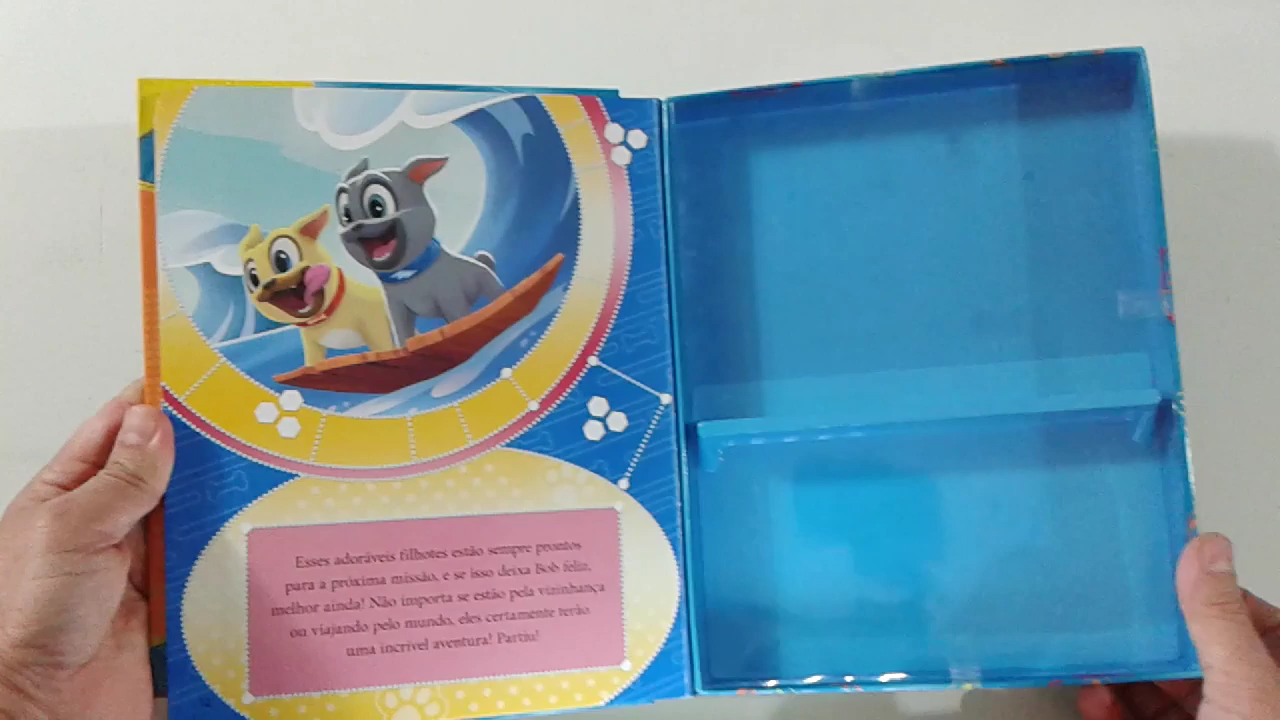 Esses adoráveis filhotes estão sempre prontos
para a próxima missão, e se isso deixa Bob feliz,
melhor ainda! Não importa se estão pela vizinhança
ou viajando pelo mundo, eles certamente terão
uma incrível aventura! Partiu!